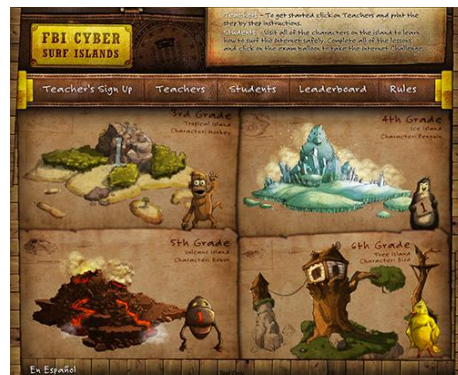 Teachers - To get started click on Teachers and print the
step by step instructions.
Students - Visit all of the characters on the island to learn
how to surf the internet safely. Complete all of the lessons
and click on the exam balloon to take the Internet Challenge.
FBI CYBER
SURF ISLANDS
Teacher's Sign Up
Teachers
Students
Leaderboard
Rules
3rd Grade
Tropical Island
Character: Monkey
4th Grade
Ice Island
Character: Penguin
1
5th Grade
Volcano Island
Character: Robot
1
6th Grade
Tree Island
Character: Bird
En Español